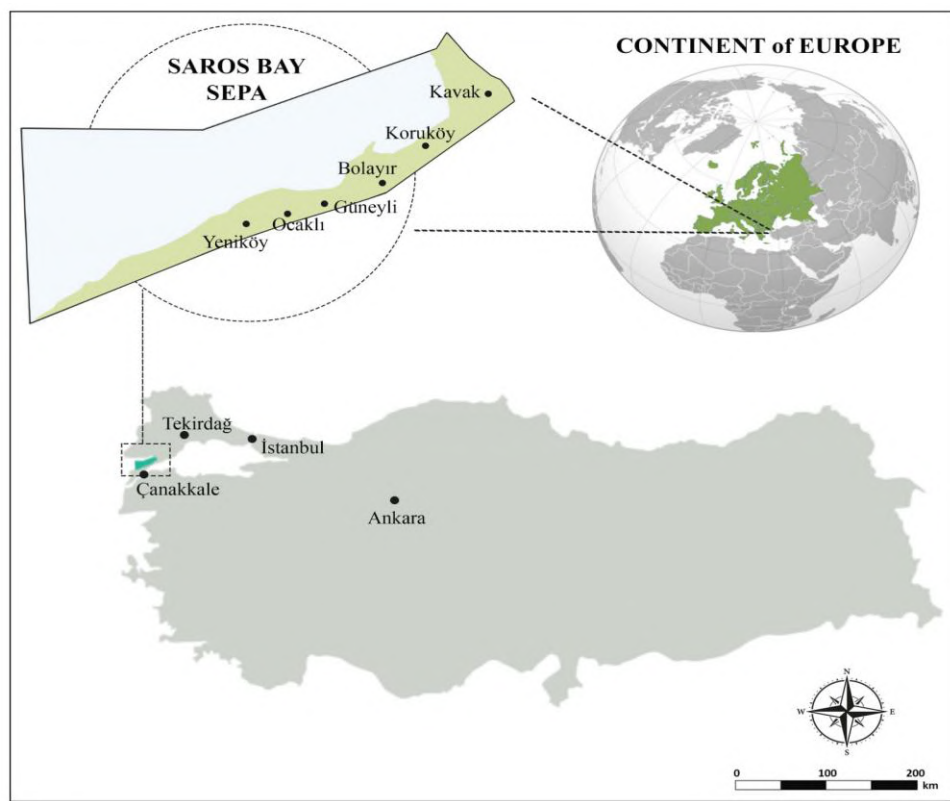 SAROS BAY
SEPA
Kavak
Koruköy
Bolayır
Güneyli
Ocaklı
Yeniköy
CONTINENT of EUROPE
Tekirdağ
İstanbul
Çanakkale
Ankara
N
W
E
S
0
100
200
km